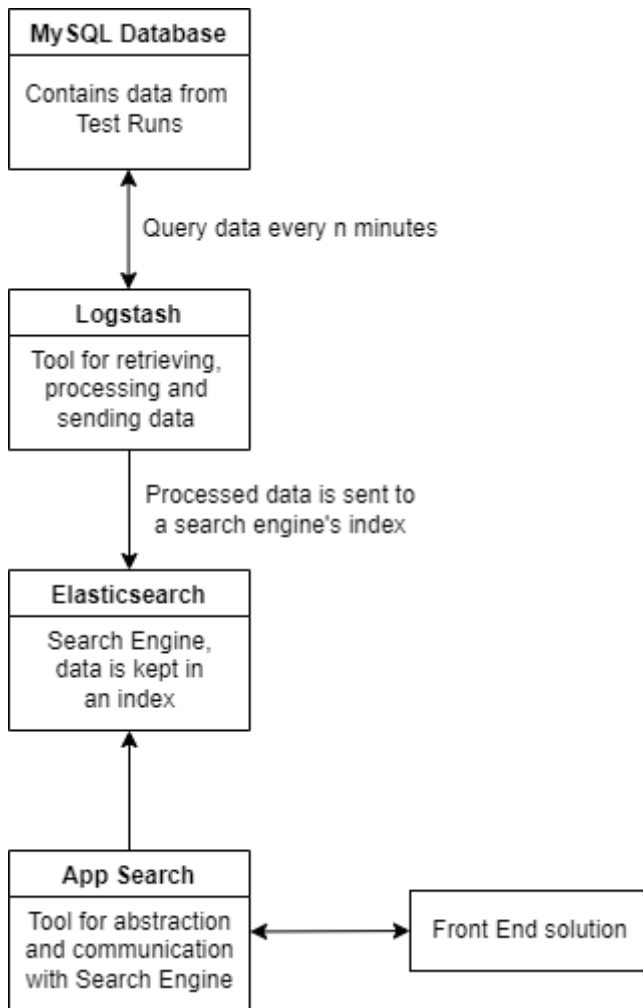 MySQL Database
Contains data from
Test Runs
Query data every n minutes
Logstash
Tool for retrieving,
processing and
sending data
Processed data is sent to
a search engine's index
Elasticsearch
Search Engine,
data is kept in
an index
App Search
Tool for abstraction
and communication
with Search Engine
Front End solution